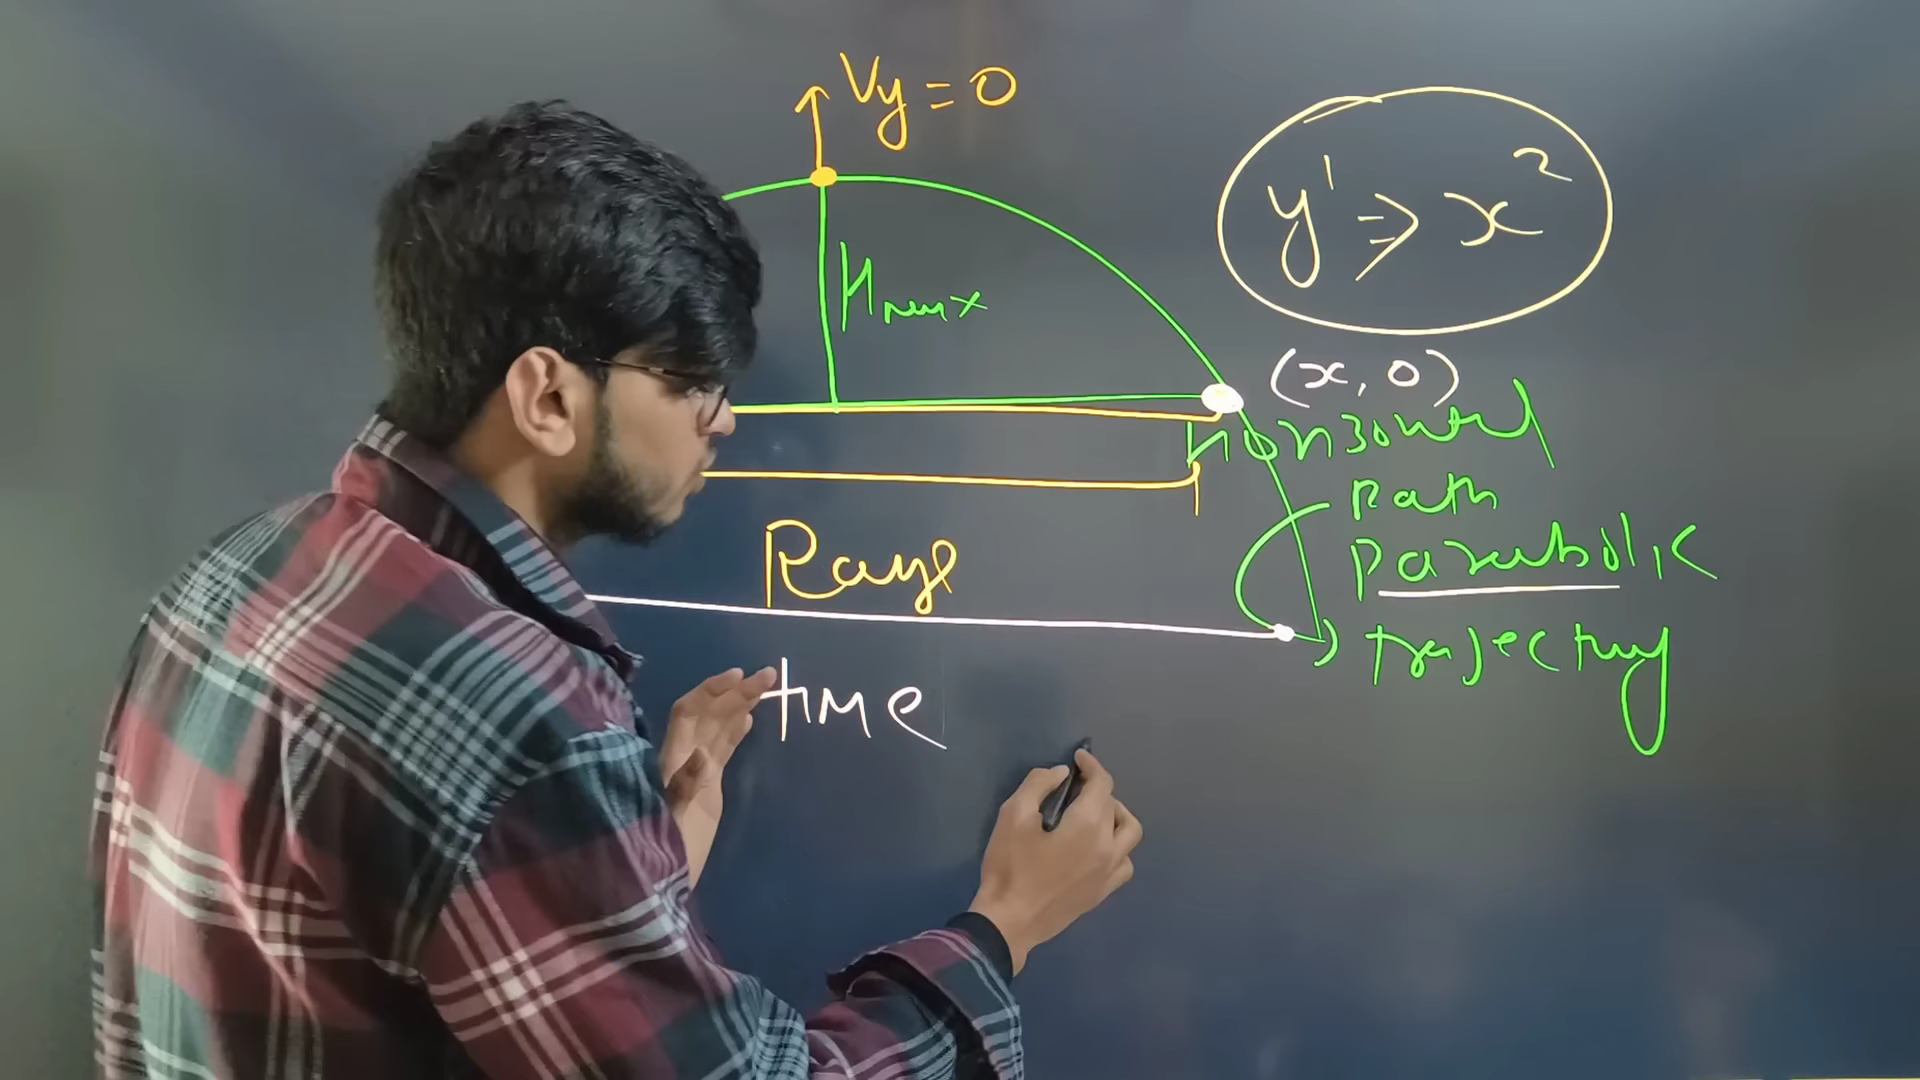 Vy = 0
y' => x²
Hmax
(x, 0)
Horizontal
Path
Parabolic
Range
trajectory
time